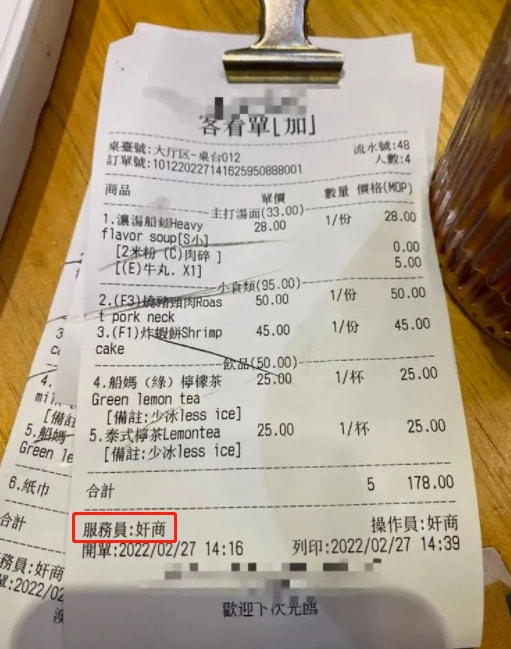 客看單[加]
桌臺號:大厅区-桌台012 流水號:48
訂單號:101220227141625950888001 人數:4
商品 單價 數量 價格(MOP)
主打湯面(33.00)
1.濃湯船麵Heavy flavor soup[S小] 28.00 1/份 28.00
[2米粉 (C)肉碎 ] 0.00
[(E)牛丸. X1] 5.00
小食類(95.00)
2.(F3)燒豬頸肉Roas 50.00 1/份 50.00
t pork neck
3.(F1)炸蝦餅Shrimp 45.00 1/份 45.00
cake
飲品(50.00)
4.船媽（綠）檸檬茶 25.00 1/杯 25.00
Green lemon tea
[備註:少冰less ice]
5.泰式檸茶Lemontea 25.00 1/杯 25.00
[備註:少冰less ice]
合計 5 178.00
服務員:奸商 操作員:奸商
開單:2022/02/27 14:16 列印:2022/02/27 14:39
歡迎下次光臨
3.
4.
5.船媽
Green le
6.紙巾
合計
務員:奸商
單:2022/02/